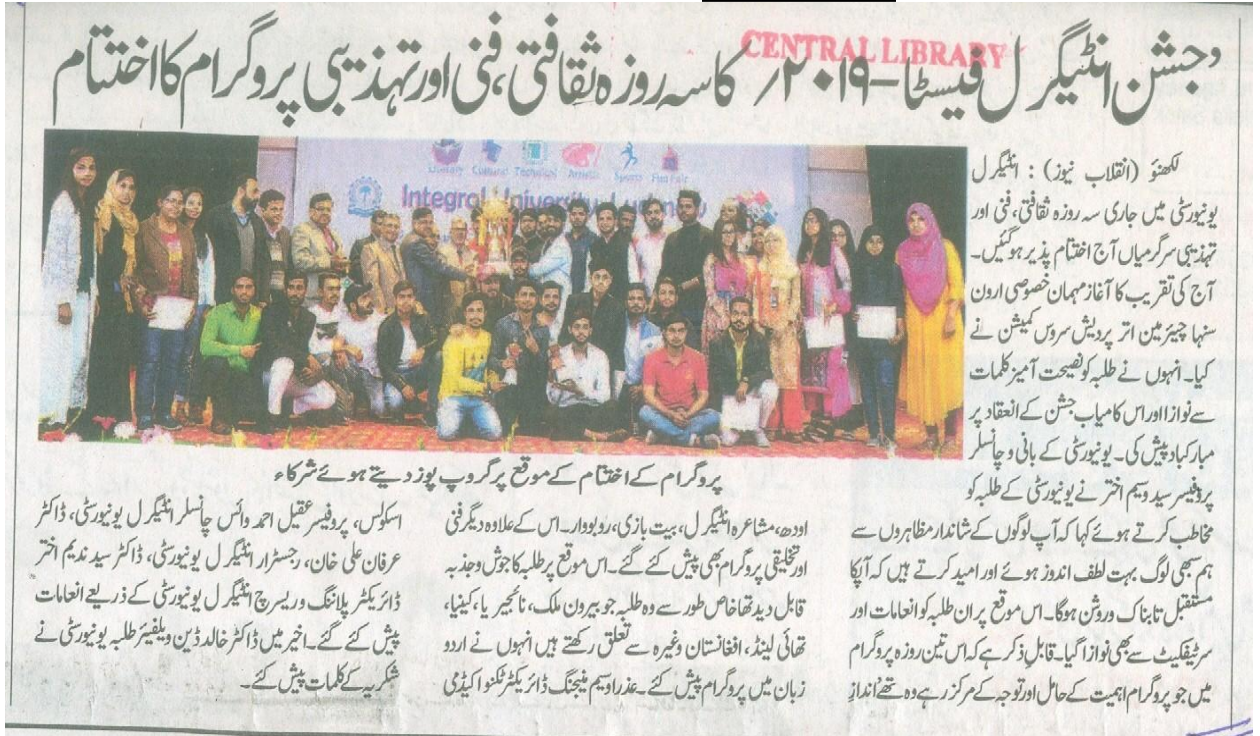 CENTRAL LIBRARY
’جشن انٹیگرل فیسٹا-۲۰۱۹؍ کا سہ روزہ ثقافتی، فنی اور تہذیبی پروگرام کا اختتام
Literary Cultural Technical Artistic Sports Fun Fair
Integral University, Lucknow
لکھنؤ (انقلاب نیوز): انٹیگرل
یونیورسٹی میں جاری سہ روزہ ثقافتی، فنی اور
تہذیبی سرگرمیاں آج اختتام پذیر ہوگئیں۔
آج کی تقریب کا آغاز مہمان خصوصی ارون
سنہا چیئرمین اتر پردیش سروس کمیشن نے
کیا۔ انہوں نے طلبہ کو نصیحت آمیز کلمات
سے نوازا اور اس کامیاب جشن کے انعقاد پر
مبارکباد پیش کی۔ یونیورسٹی کے بانی و چانسلر
پروفیسر سید وسیم اختر نے یونیورسٹی کے طلبہ کو
مخاطب کرتے ہوئے کہا کہ آپ لوگوں کے شاندار مظاہروں سے
ہم سبھی لوگ بہت لطف اندوز ہوئے اور امید کرتے ہیں کہ آپکا
مستقبل تابناک و روشن ہوگا۔ اس موقع پر ان طلبہ کو انعامات اور
سرٹیفکیٹ سے بھی نوازا گیا۔ قابل ذکر ہے کہ اس تین روزہ پروگرام
میں جو پروگرام اہمیت کے حامل اور توجہ کے مرکز رہے وہ تھے ’انداز
پروگرام کے اختتام کے موقع پر گروپ پوز دیتے ہوئے شرکاء
اودھ، مشاعرہ انٹیگرل، بیت بازی، روبووار۔ اس کے علاوہ دیگر فنی
اور تخلیقی پروگرام بھی پیش کئے گئے۔ اس موقع پر طلبہ کا جوش و جذبہ
قابل دید تھا خاص طور سے وہ طلبہ جو بیرون ملک، نائجیریا، کینیا،
تھائی لینڈ، افغانستان وغیرہ سے تعلق رکھتے ہیں انہوں نے اردو
زبان میں پروگرام پیش کئے۔ عذرا وسیم منیجنگ ڈائریکٹر ٹکنو اکیڈمی
اسکولس، پروفیسر عقیل احمد وائس چانسلر انٹیگرل یونیورسٹی، ڈاکٹر
عرفان علی خان، رجسٹرار انٹیگرل یونیورسٹی، ڈاکٹر سید ندیم اختر
ڈائریکٹر پلاننگ و ریسرچ انٹیگرل یونیورسٹی کے ذریعے انعامات
پیش کئے گئے۔ اخیر میں ڈاکٹر خالد ڈین ویلفیئر طلبہ یونیورسٹی نے
شکریہ کے کلمات پیش کئے۔